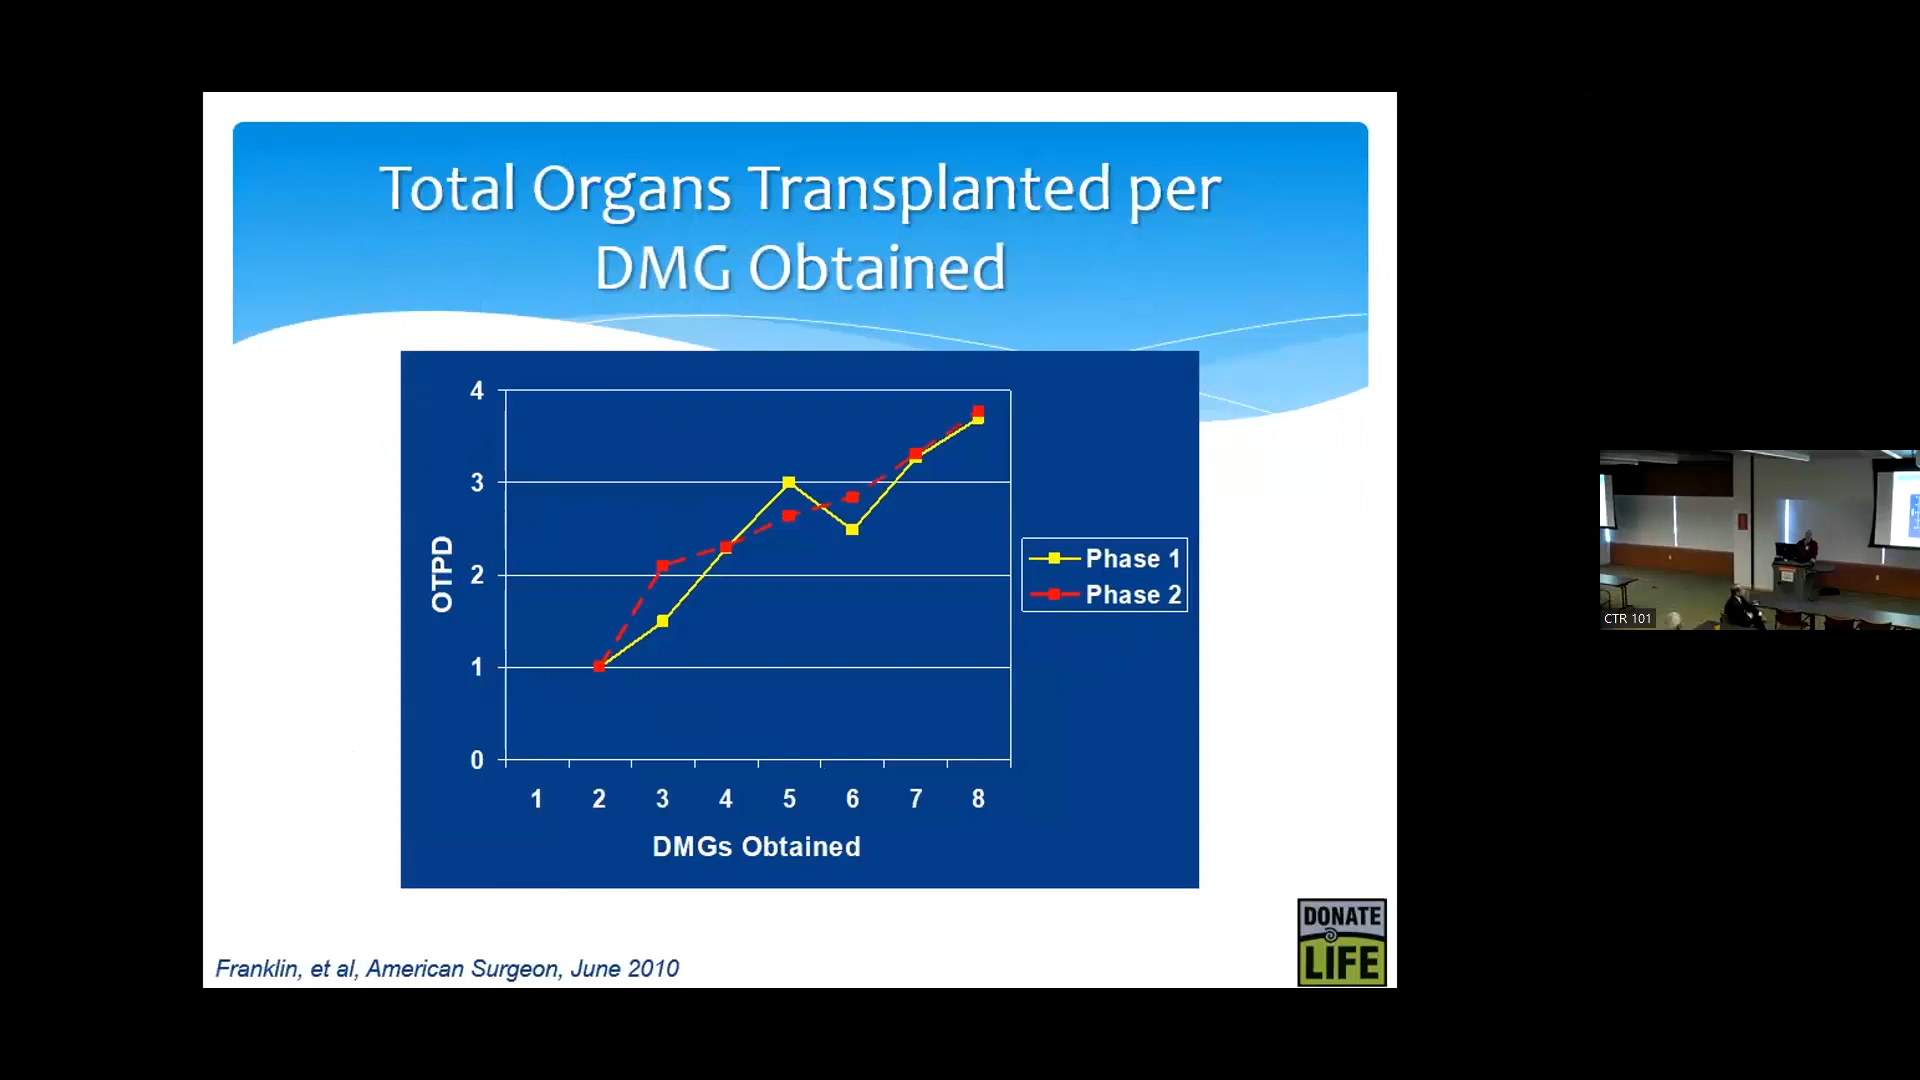 Total Organs Transplanted per
DMG Obtained
4
3
2
1
0
OTPD
1 2 3 4 5 6 7 8
DMGs Obtained
Phase 1
Phase 2
Franklin, et al, American Surgeon, June 2010
DONATE
LIFE
CTR 101